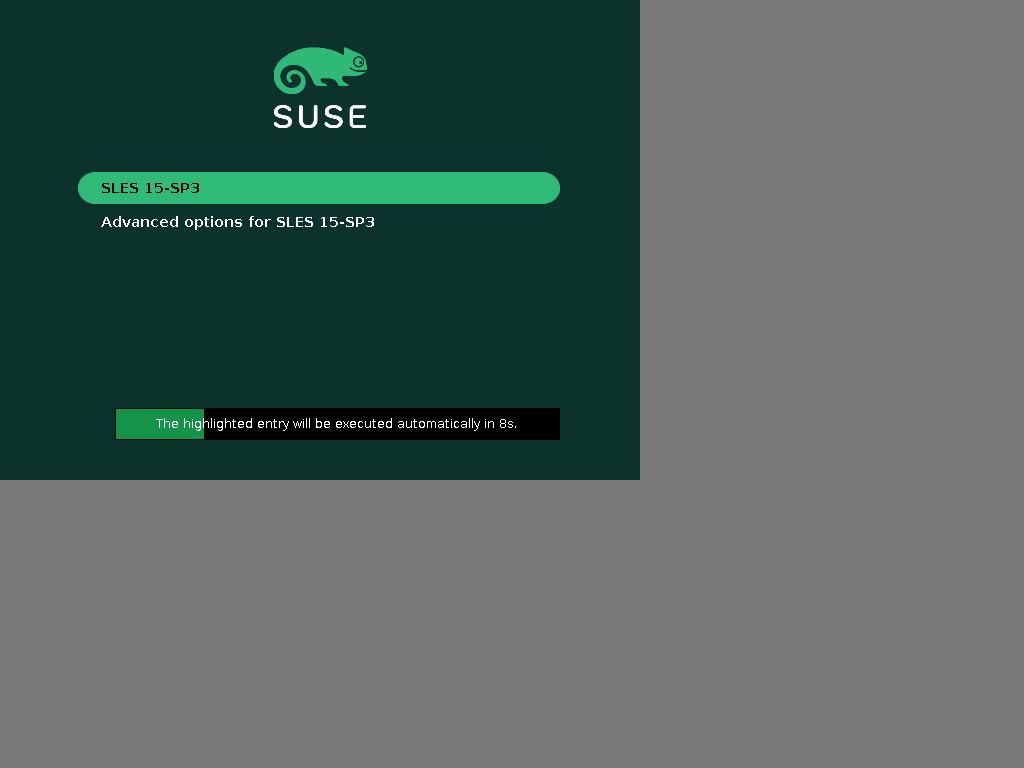 SUSE
SLES 15-SP3
Advanced options for SLES 15-SP3
The highlighted entry will be executed automatically in 8s.